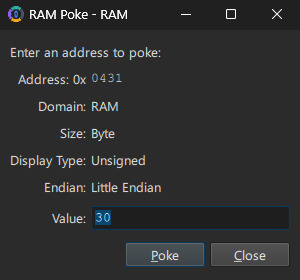 RAM Poke - RAM
Enter an address to poke:
Address: 0x 0431
Domain: RAM
Size: Byte
Display Type: Unsigned
Endian: Little Endian
Value: 30
Poke Close